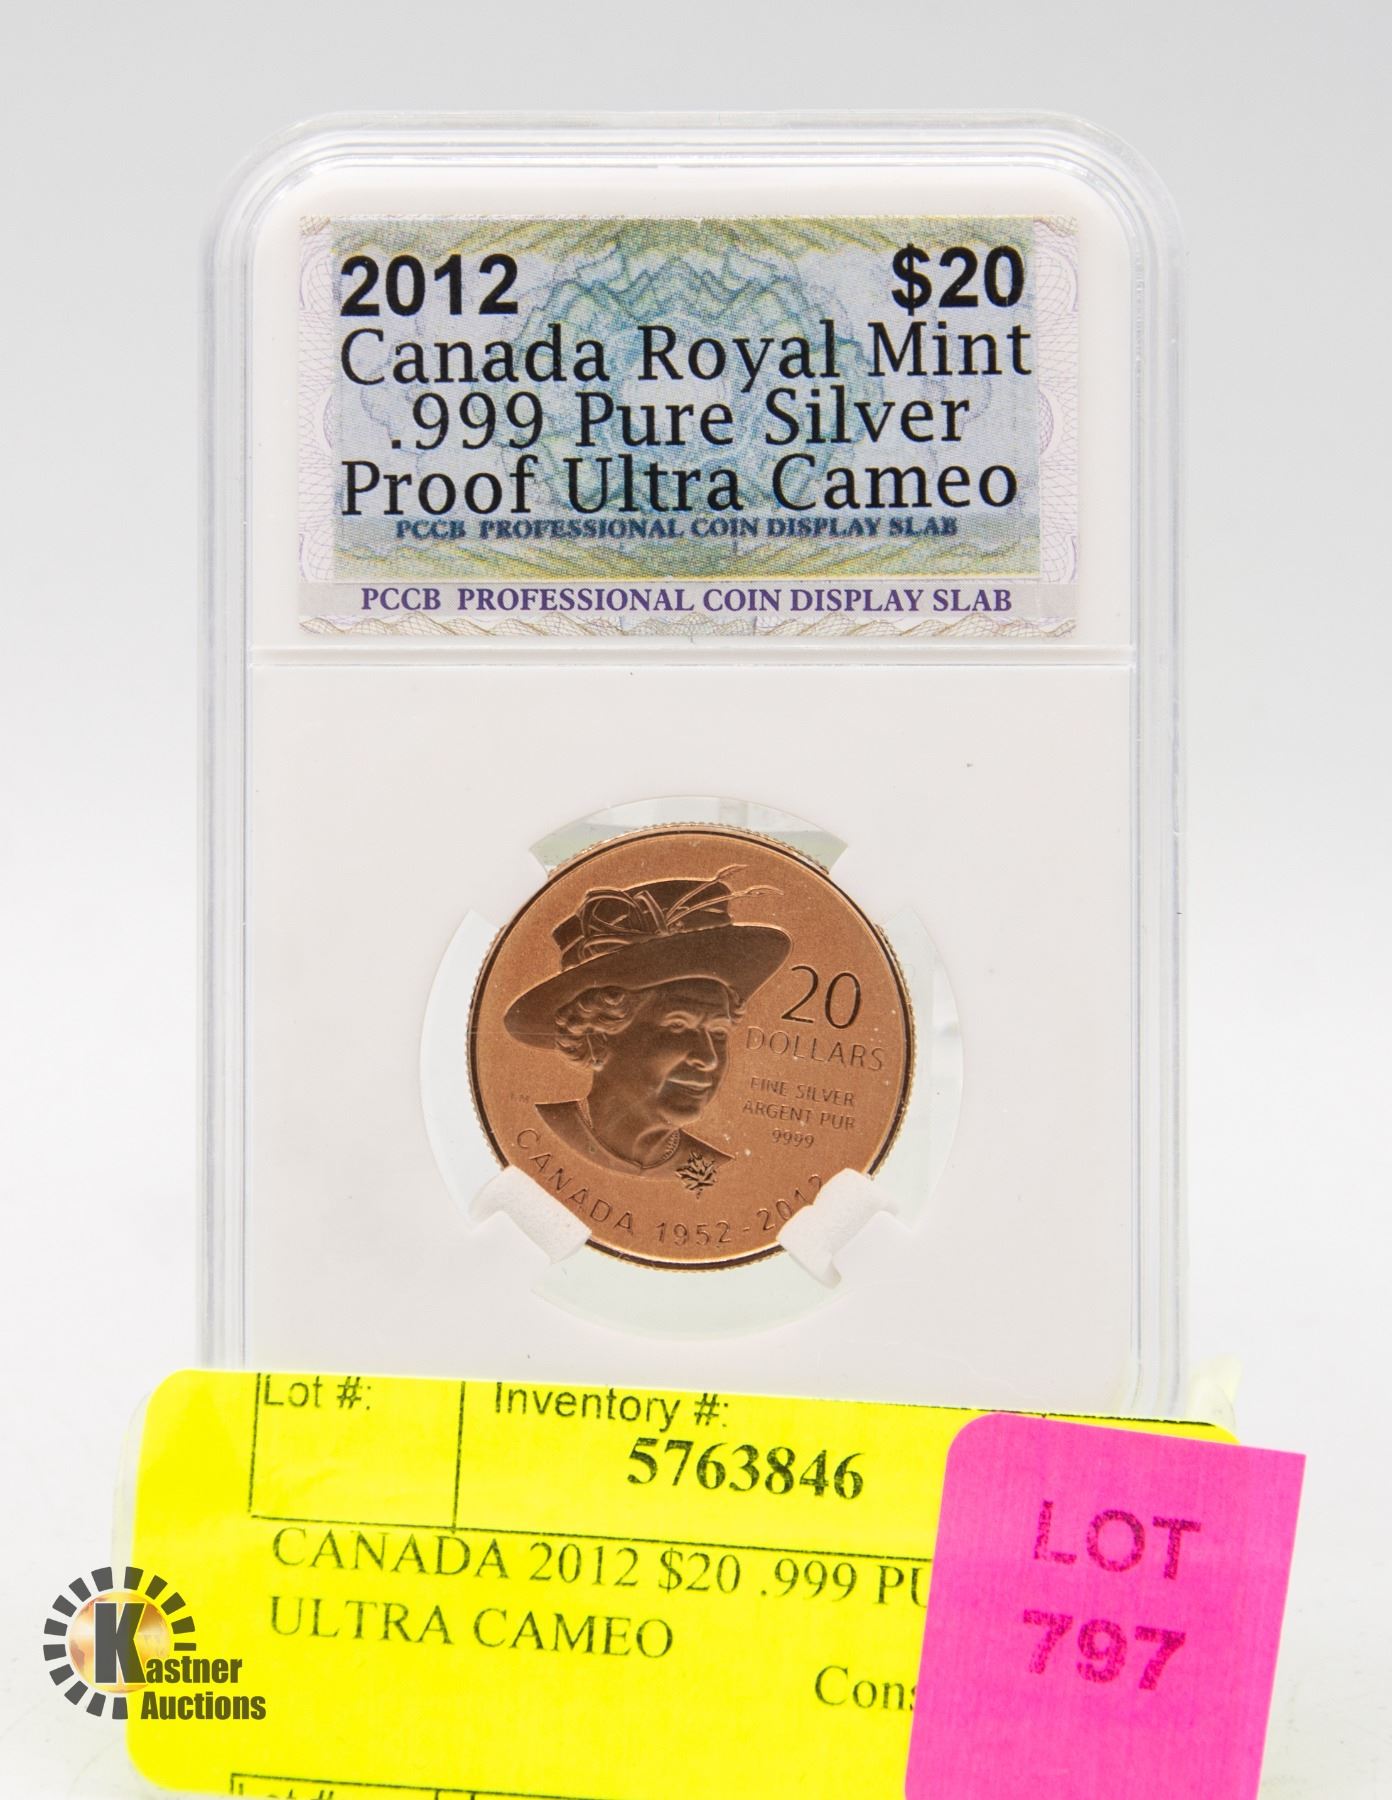 2012 $20
Canada Royal Mint
.999 Pure Silver
Proof Ultra Cameo
PCCB PROFESSIONAL COIN DISPLAY SLAB
PCCB PROFESSIONAL COIN DISPLAY SLAB
20
DOLLARS
FINE SILVER
ARGENT PUR
9999
CANADA 1952-2012
Lot #: Inventory #:
5763846
CANADA 2012 $20 .999 PU
ULTRA CAMEO
Cons
LOT
797
Kastner
Auctions